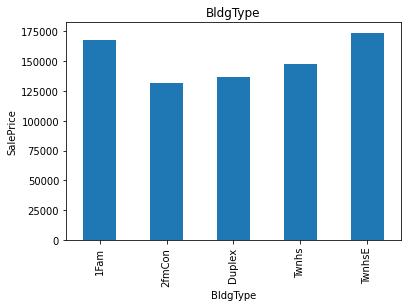 BldgType
175000
150000
125000
100000
75000
50000
25000
0
SalePrice
1Fam
2fmCon
Duplex
Twnhs
TwnhsE
BldgType